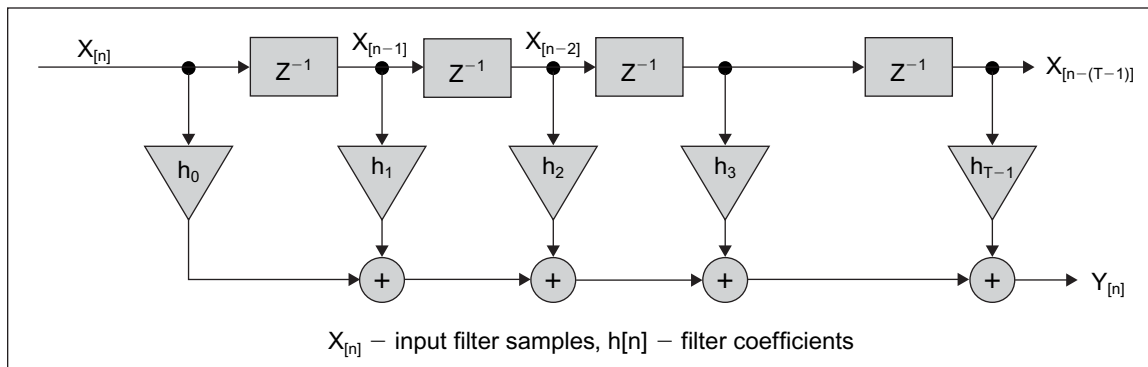 X[n] X[n−1] X[n−2]
Z⁻¹ Z⁻¹ Z⁻¹ Z⁻¹ X[n−(T−1)]
h₀ h₁ h₂ h₃ hT−1
+ + + + Y[n]
X[n] − input filter samples, h[n] − filter coefficients